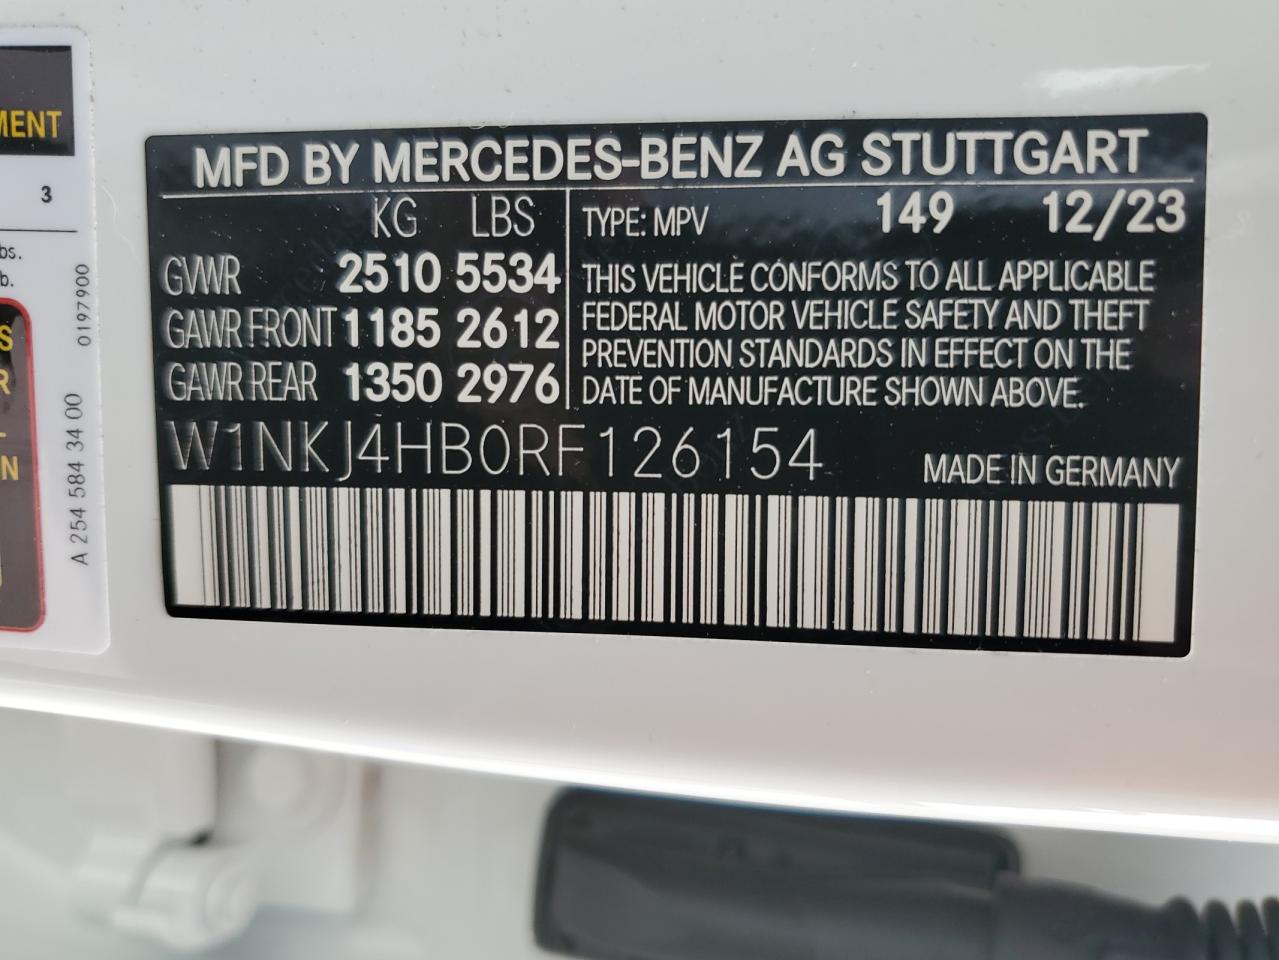 MENT
3
bs.
b.
S
R
N
0197900
A 254 584 34 00
MFD BY MERCEDES-BENZ AG STUTTGART
KG LBS
GVWR 2510 5534
GAWR FRONT 1185 2612
GAWR REAR 1350 2976
TYPE: MPV 149 12/23
THIS VEHICLE CONFORMS TO ALL APPLICABLE
FEDERAL MOTOR VEHICLE SAFETY AND THEFT
PREVENTION STANDARDS IN EFFECT ON THE
DATE OF MANUFACTURE SHOWN ABOVE.
W1NKJ4HB0RF126154
MADE IN GERMANY